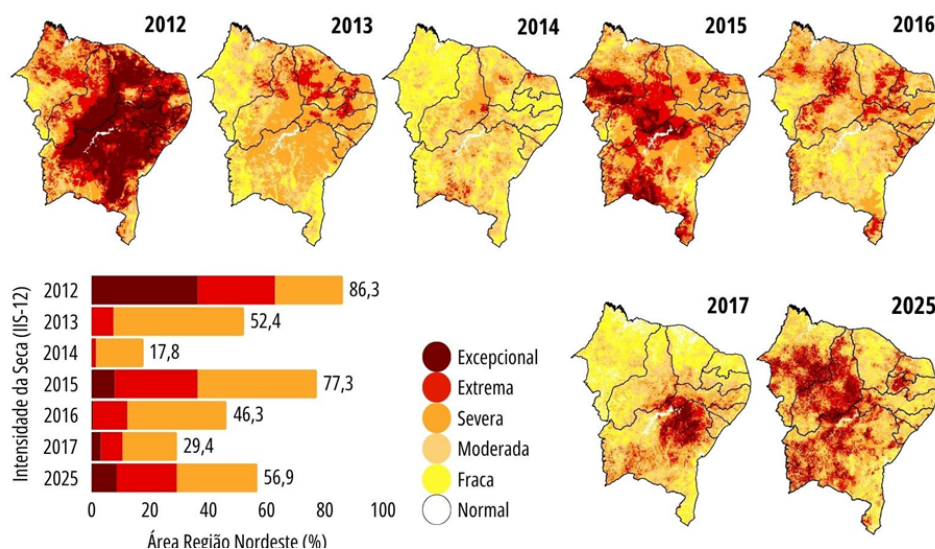 2012
2013
2014
2015
2016
Intensidade da Seca (IIS-12)
2012
86,3
2013
52,4
2014
17,8
2015
77,3
2016
46,3
2017
29,4
2025
56,9
0 20 40 60 80 100
Área Região Nordeste (%)
Excepcional
Extrema
Severa
Moderada
Fraca
Normal
2017
2025